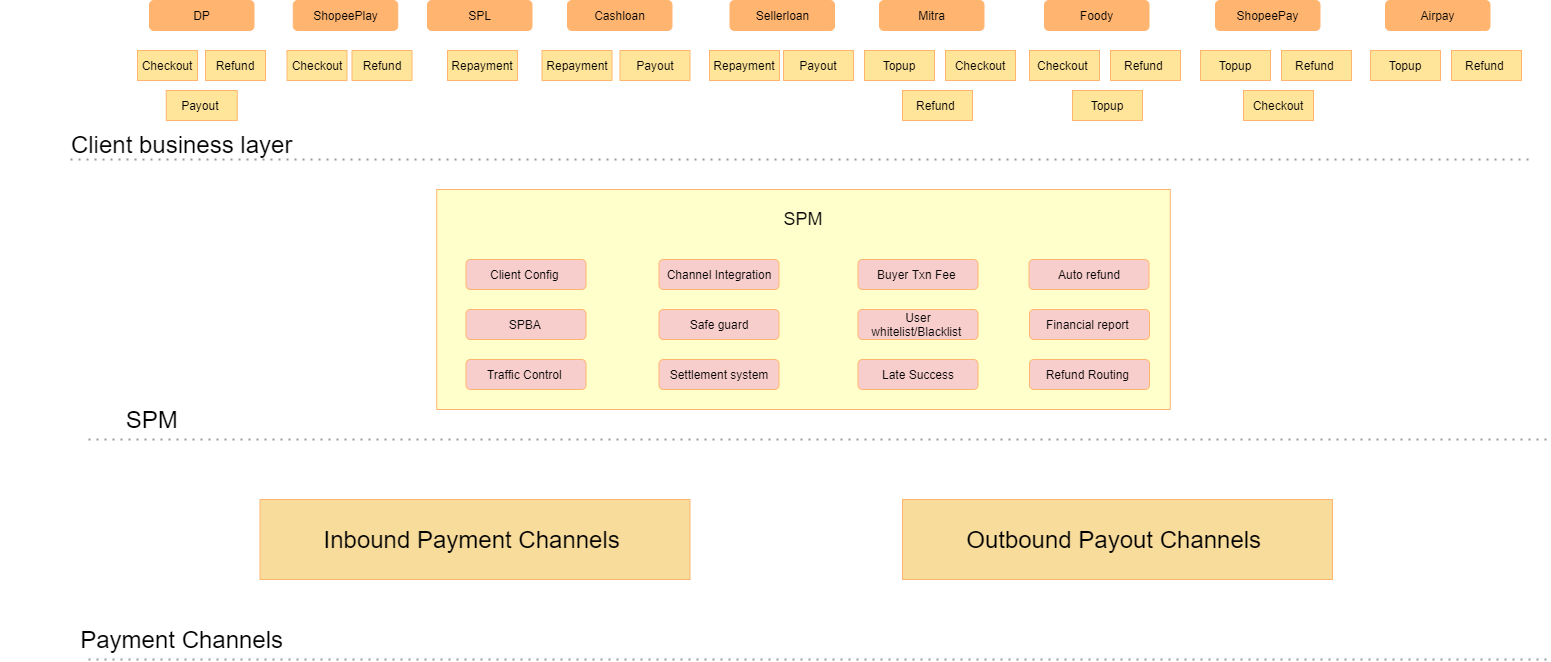 DP ShopeePlay SPL Cashloan Sellerloan Mitra Foody ShopeePay Airpay
Checkout Refund Checkout Refund Repayment Repayment Payout Repayment Payout Topup Checkout Checkout Refund Topup Refund Topup Refund
Payout Refund Topup Checkout
Client business layer
SPM
Client Config Channel Integration Buyer Txn Fee Auto refund
SPBA Safe guard User
whitelist/Blacklist Financial report
Traffic Control Settlement system Late Success Refund Routing
SPM
Inbound Payment Channels Outbound Payout Channels
Payment Channels